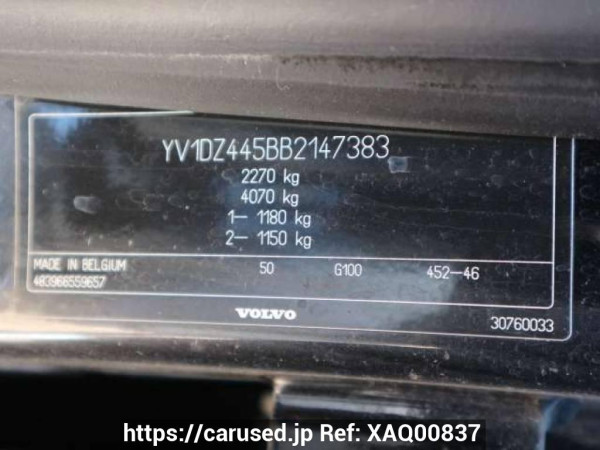 YV1DZ445BB2147383
2270 kg
4070 kg
1– 1180 kg
2– 1150 kg
MADE IN BELGIUM 50 G100 452–46
483966559657
VOLVO
30760033
https://carused.jp Ref: XAQ00837